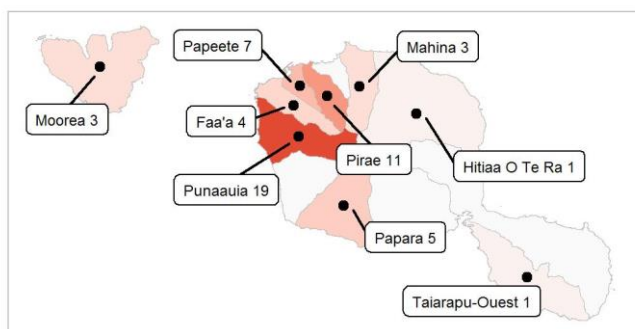 Papeete 7
Mahina 3
Moorea 3
Faa'a 4
Pirae 11
Hitiaa O Te Ra 1
Punaauia 19
Papara 5
Taiarapu-Ouest 1